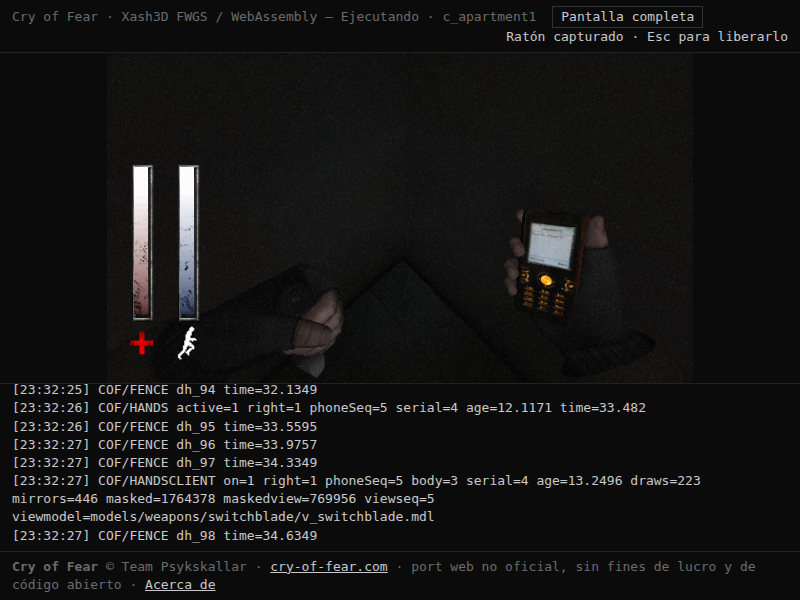 Cry of Fear · Xash3D FWGS / WebAssembly — Ejecutando · c_apartment1
Pantalla completa
Ratón capturado · Esc para liberarlo
[23:32:25] COF/FENCE dh_94 time=32.1349
[23:32:26] COF/HANDS active=1 right=1 phoneSeq=5 serial=4 age=12.1171 time=33.482
[23:32:26] COF/FENCE dh_95 time=33.5595
[23:32:27] COF/FENCE dh_96 time=33.9757
[23:32:27] COF/FENCE dh_97 time=34.3349
[23:32:27] COF/HANDSCLIENT on=1 right=1 phoneSeq=5 body=3 serial=4 age=13.2496 draws=223
mirrors=446 masked=1764378 maskedview=769956 viewseq=5
viewmodel=models/weapons/switchblade/v_switchblade.mdl
[23:32:27] COF/FENCE dh_98 time=34.6349
Cry of Fear © Team Psykskallar · cry-of-fear.com · port web no oficial, sin fines de lucro y de
código abierto · Acerca de